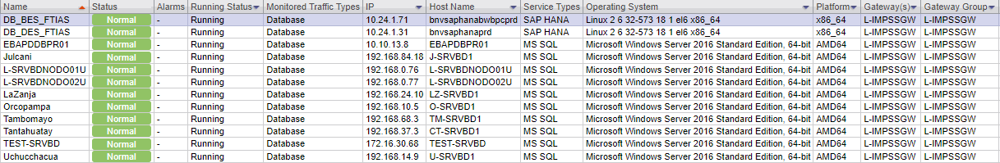 Name Status Alarms Running Status Monitored Traffic Types IP Host Name Service Types Operating System Platform Gateway(s) Gateway Group
DB_BES_FTIAS Normal - Running Database 10.24.1.71 bnvsaphanabwbpcprd SAP HANA Linux 2 6 32-573 18 1 el6 x86_64 x86_64 L-IMPSSGW L-IMPSSGW
DB_DES_FTIAS Normal - Running Database 10.24.1.31 bnvsaphanaprd SAP HANA Linux 2 6 32-573 18 1 el6 x86_64 x86_64 L-IMPSSGW L-IMPSSGW
EBAPDDBPR01 Normal - Running Database 10.10.13.8 EBAPDDBPR01 MS SQL Microsoft Windows Server 2016 Standard Edition, 64-bit AMD64 L-IMPSSGW L-IMPSSGW
Julcani Normal - Running Database 192.168.84.18 J-SRVBD1 MS SQL Microsoft Windows Server 2016 Standard Edition, 64-bit AMD64 L-IMPSSGW L-IMPSSGW
L-SRVBDNODO01U Normal - Running Database 192.168.0.76 L-SRVBDNODO01U MS SQL Microsoft Windows Server 2016 Standard Edition, 64-bit AMD64 L-IMPSSGW L-IMPSSGW
L-SRVBDNODO02U Normal - Running Database 192.168.0.77 L-SRVBDNODO02U MS SQL Microsoft Windows Server 2016 Standard Edition, 64-bit AMD64 L-IMPSSGW L-IMPSSGW
LaZanja Normal - Running Database 192.168.24.10 LZ-SRVBD1 MS SQL Microsoft Windows Server 2016 Standard Edition, 64-bit AMD64 L-IMPSSGW L-IMPSSGW
Orcopampa Normal - Running Database 192.168.10.5 O-SRVBD1 MS SQL Microsoft Windows Server 2016 Standard Edition, 64-bit AMD64 L-IMPSSGW L-IMPSSGW
Tambomayo Normal - Running Database 192.168.68.3 TM-SRVBD1 MS SQL Microsoft Windows Server 2016 Standard Edition, 64-bit AMD64 L-IMPSSGW L-IMPSSGW
Tantahuatay Normal - Running Database 192.168.37.3 CT-SRVBD1 MS SQL Microsoft Windows Server 2016 Standard Edition, 64-bit AMD64 L-IMPSSGW L-IMPSSGW
TEST-SRVBD Normal - Running Database 172.16.30.68 TEST-SRVBD MS SQL Microsoft Windows Server 2016 Standard Edition, 64-bit AMD64 L-IMPSSGW L-IMPSSGW
Uchucchacua Normal - Running Database 192.168.14.9 U-SRVBD1 MS SQL Microsoft Windows Server 2016 Standard Edition, 64-bit AMD64 L-IMPSSGW L-IMPSSGW